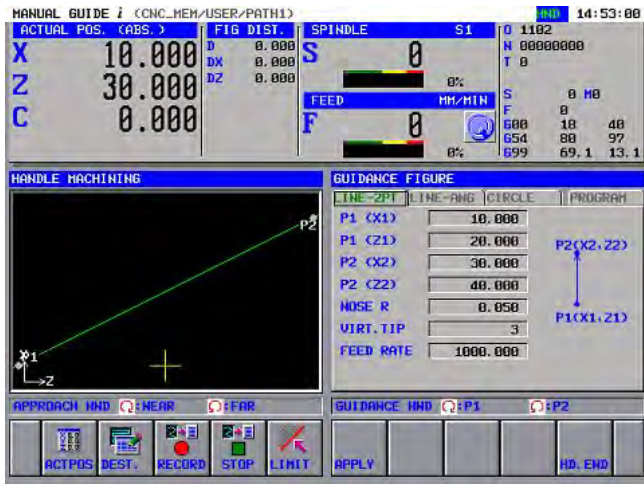 MANUAL GUIDE i (CNC_MEM/USER/PATH1) HND 14:53:00
ACTUAL POS. (ABS.) FIG DIST. SPINDLE S1 O 1102
X 10.000 D 0.000 S 0 N 00000000
DX 0.000 T 0
Z 30.000 DZ 0.000 0%
FEED MM/MIN S 0 M0
C 0.000 F 0 F 0
G00 18 40
G54 80 97
0% G99 69.1 13.1
HANDLE MACHINING
P2
P1
Z
APPROACH HND :NEAR :FAR
ACTPOS DEST. RECORD STOP LIMIT
GUIDANCE FIGURE
LINE-2PT LINE-ANG CIRCLE PROGRAM
P1 (X1) 10.000
P1 (Z1) 20.000
P2 (X2) 30.000
P2 (Z2) 40.000
NOSE R 0.050
VIRT.TIP 3
FEED RATE 1000.000
P2(X2,Z2)
P1(X1,Z1)
GUIDANCE HND :P1 :P2
APPLY HD.END